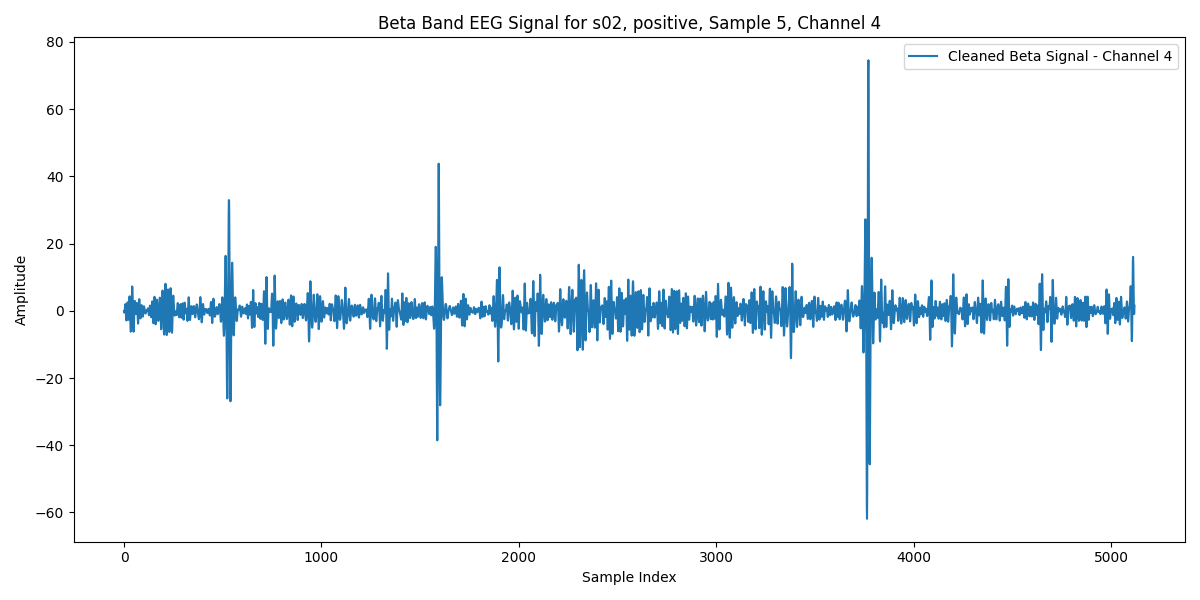 Beta Band EEG Signal for s02, positive, Sample 5, Channel 4
Cleaned Beta Signal - Channel 4
Amplitude
80
60
40
20
0
−20
−40
−60
0 1000 2000 3000 4000 5000
Sample Index